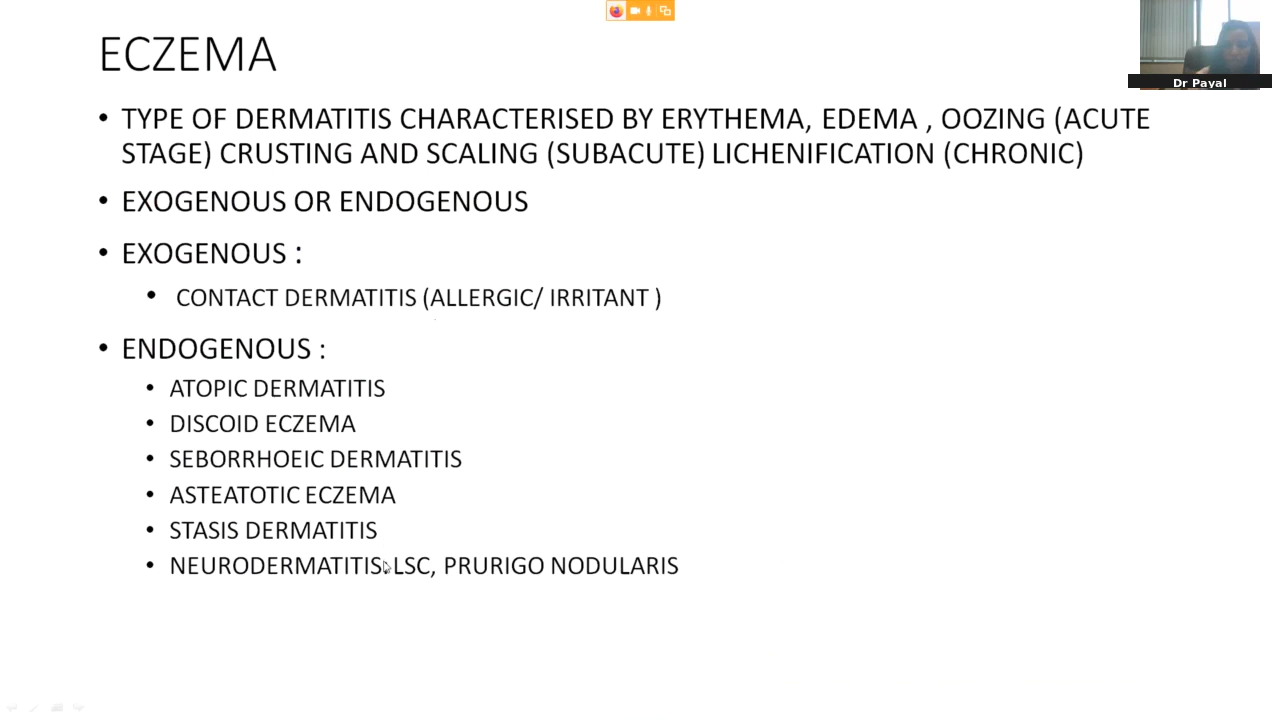 ECZEMA
Dr Payal
• TYPE OF DERMATITIS CHARACTERISED BY ERYTHEMA, EDEMA , OOZING (ACUTE
STAGE) CRUSTING AND SCALING (SUBACUTE) LICHENIFICATION (CHRONIC)
• EXOGENOUS OR ENDOGENOUS
• EXOGENOUS :
• CONTACT DERMATITIS (ALLERGIC/ IRRITANT )
• ENDOGENOUS :
• ATOPIC DERMATITIS
• DISCOID ECZEMA
• SEBORRHOEIC DERMATITIS
• ASTEATOTIC ECZEMA
• STASIS DERMATITIS
• NEURODERMATITIS: LSC, PRURIGO NODULARIS